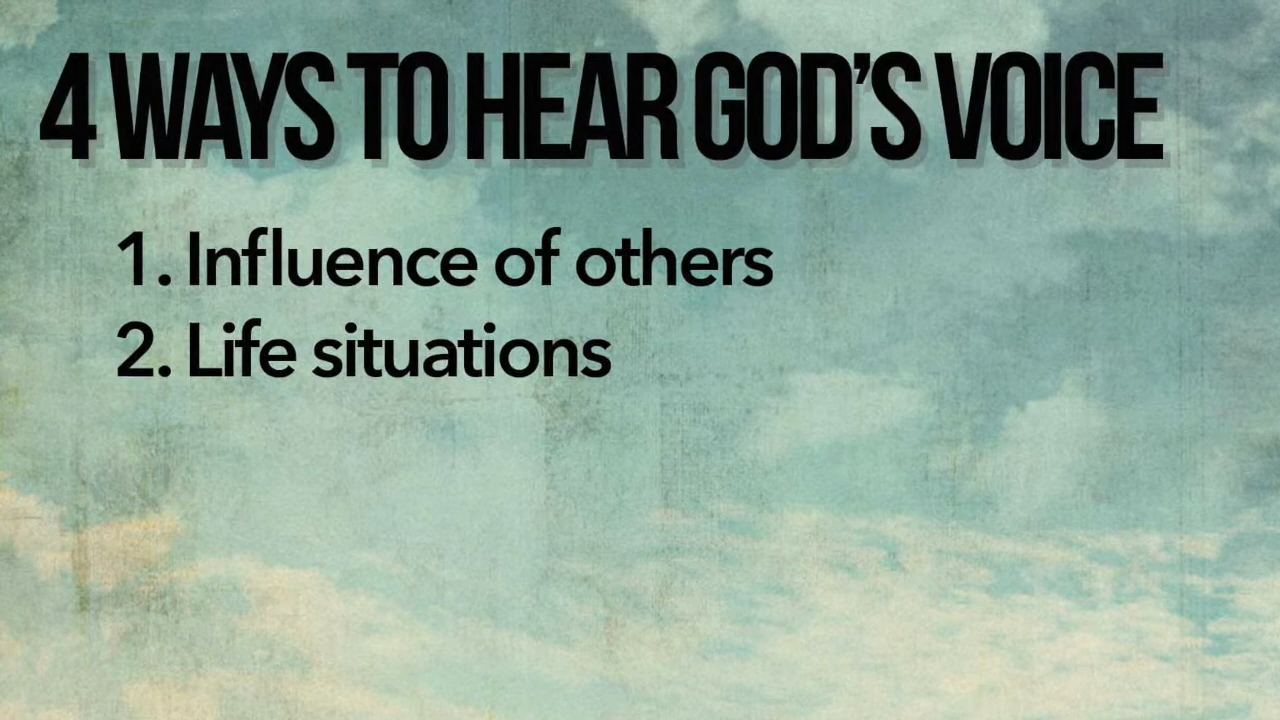 4 WAYS TO HEAR GOD’S VOICE
1. Influence of others
2. Life situations